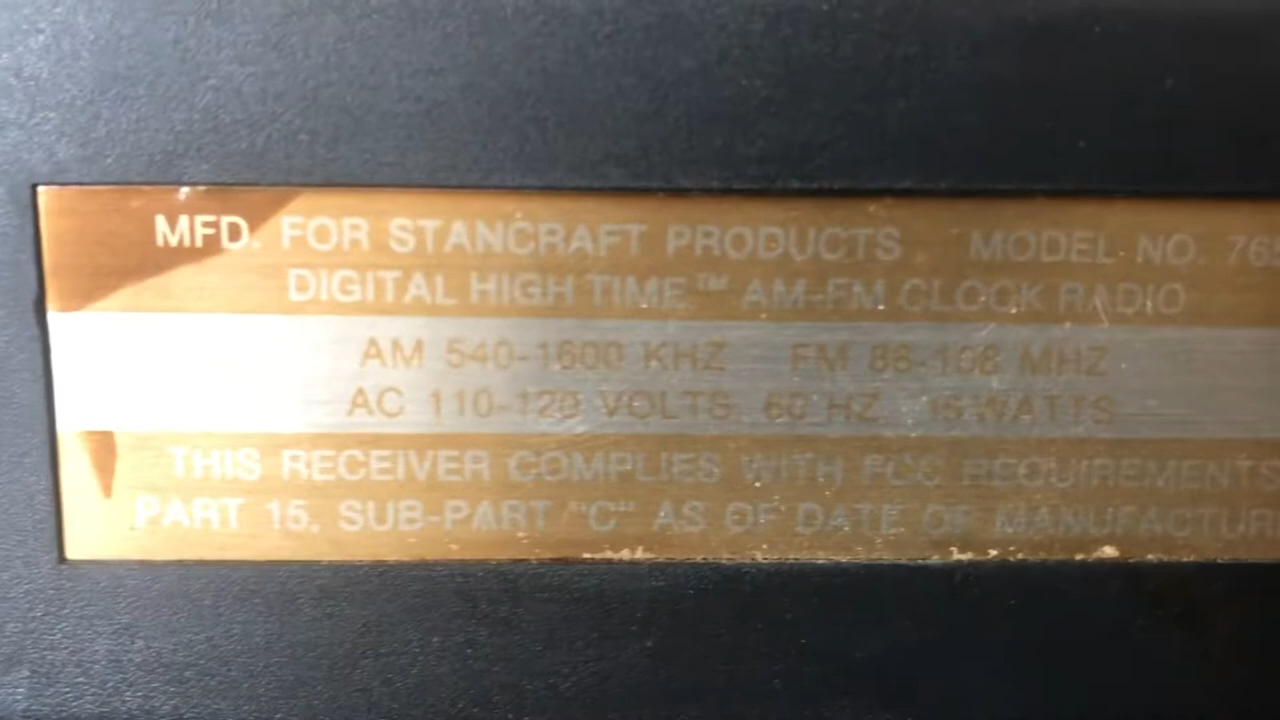 MFD. FOR STANCRAFT PRODUCTS MODEL NO.
DIGITAL HIGH TIME™ AM-FM CLOCK RADIO
AM 540-1600 KHZ FM 88-108 MHZ
AC 110-120 VOLTS 60 HZ 15 WATTS
THIS RECEIVER COMPLIES WITH FCC REQUIREMENTS
PART 15, SUB-PART "C" AS OF DATE OF MANUFACTUR